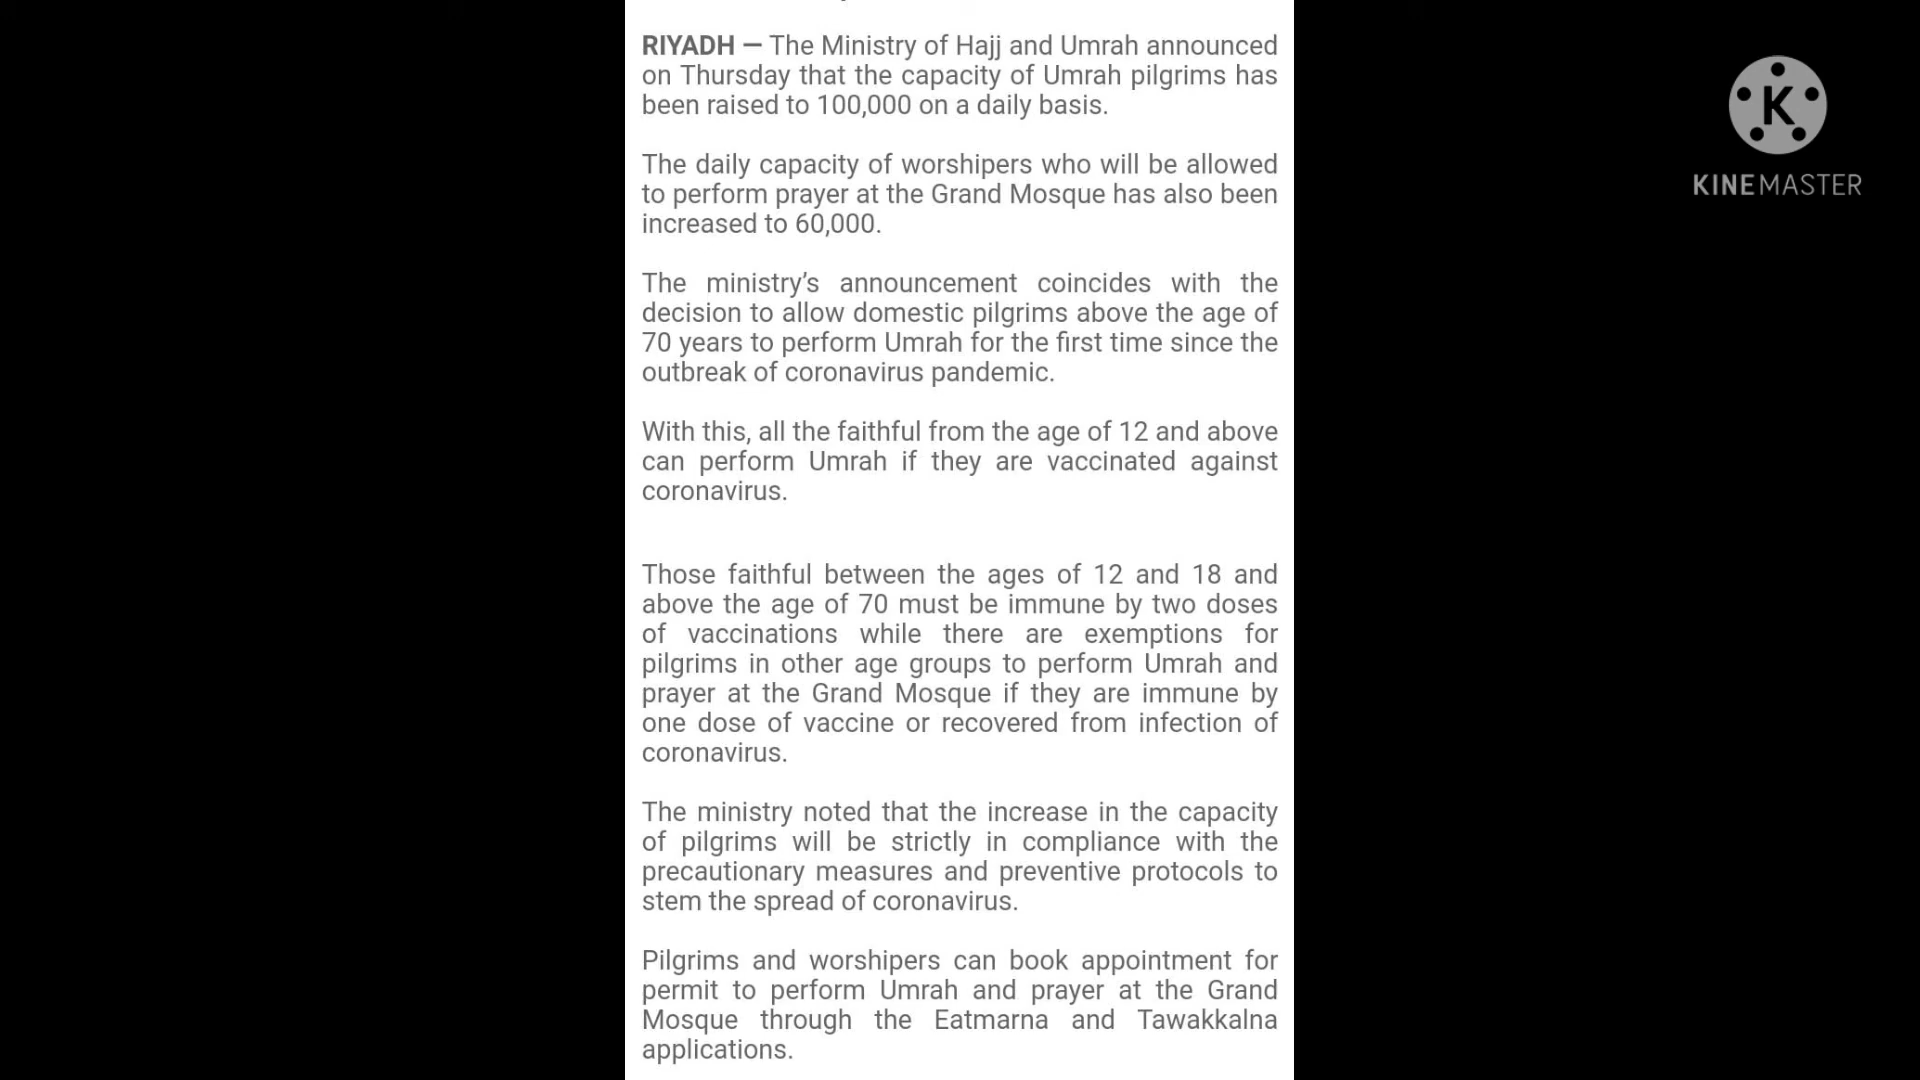 RIYADH — The Ministry of Hajj and Umrah announced
on Thursday that the capacity of Umrah pilgrims has
been raised to 100,000 on a daily basis.
The daily capacity of worshipers who will be allowed
to perform prayer at the Grand Mosque has also been
increased to 60,000.
The ministry’s announcement coincides with the
decision to allow domestic pilgrims above the age of
70 years to perform Umrah for the first time since the
outbreak of coronavirus pandemic.
With this, all the faithful from the age of 12 and above
can perform Umrah if they are vaccinated against
coronavirus.
Those faithful between the ages of 12 and 18 and
above the age of 70 must be immune by two doses
of vaccinations while there are exemptions for
pilgrims in other age groups to perform Umrah and
prayer at the Grand Mosque if they are immune by
one dose of vaccine or recovered from infection of
coronavirus.
The ministry noted that the increase in the capacity
of pilgrims will be strictly in compliance with the
precautionary measures and preventive protocols to
stem the spread of coronavirus.
Pilgrims and worshipers can book appointment for
permit to perform Umrah and prayer at the Grand
Mosque through the Eatmarna and Tawakkalna
applications.
K
KINEMASTER